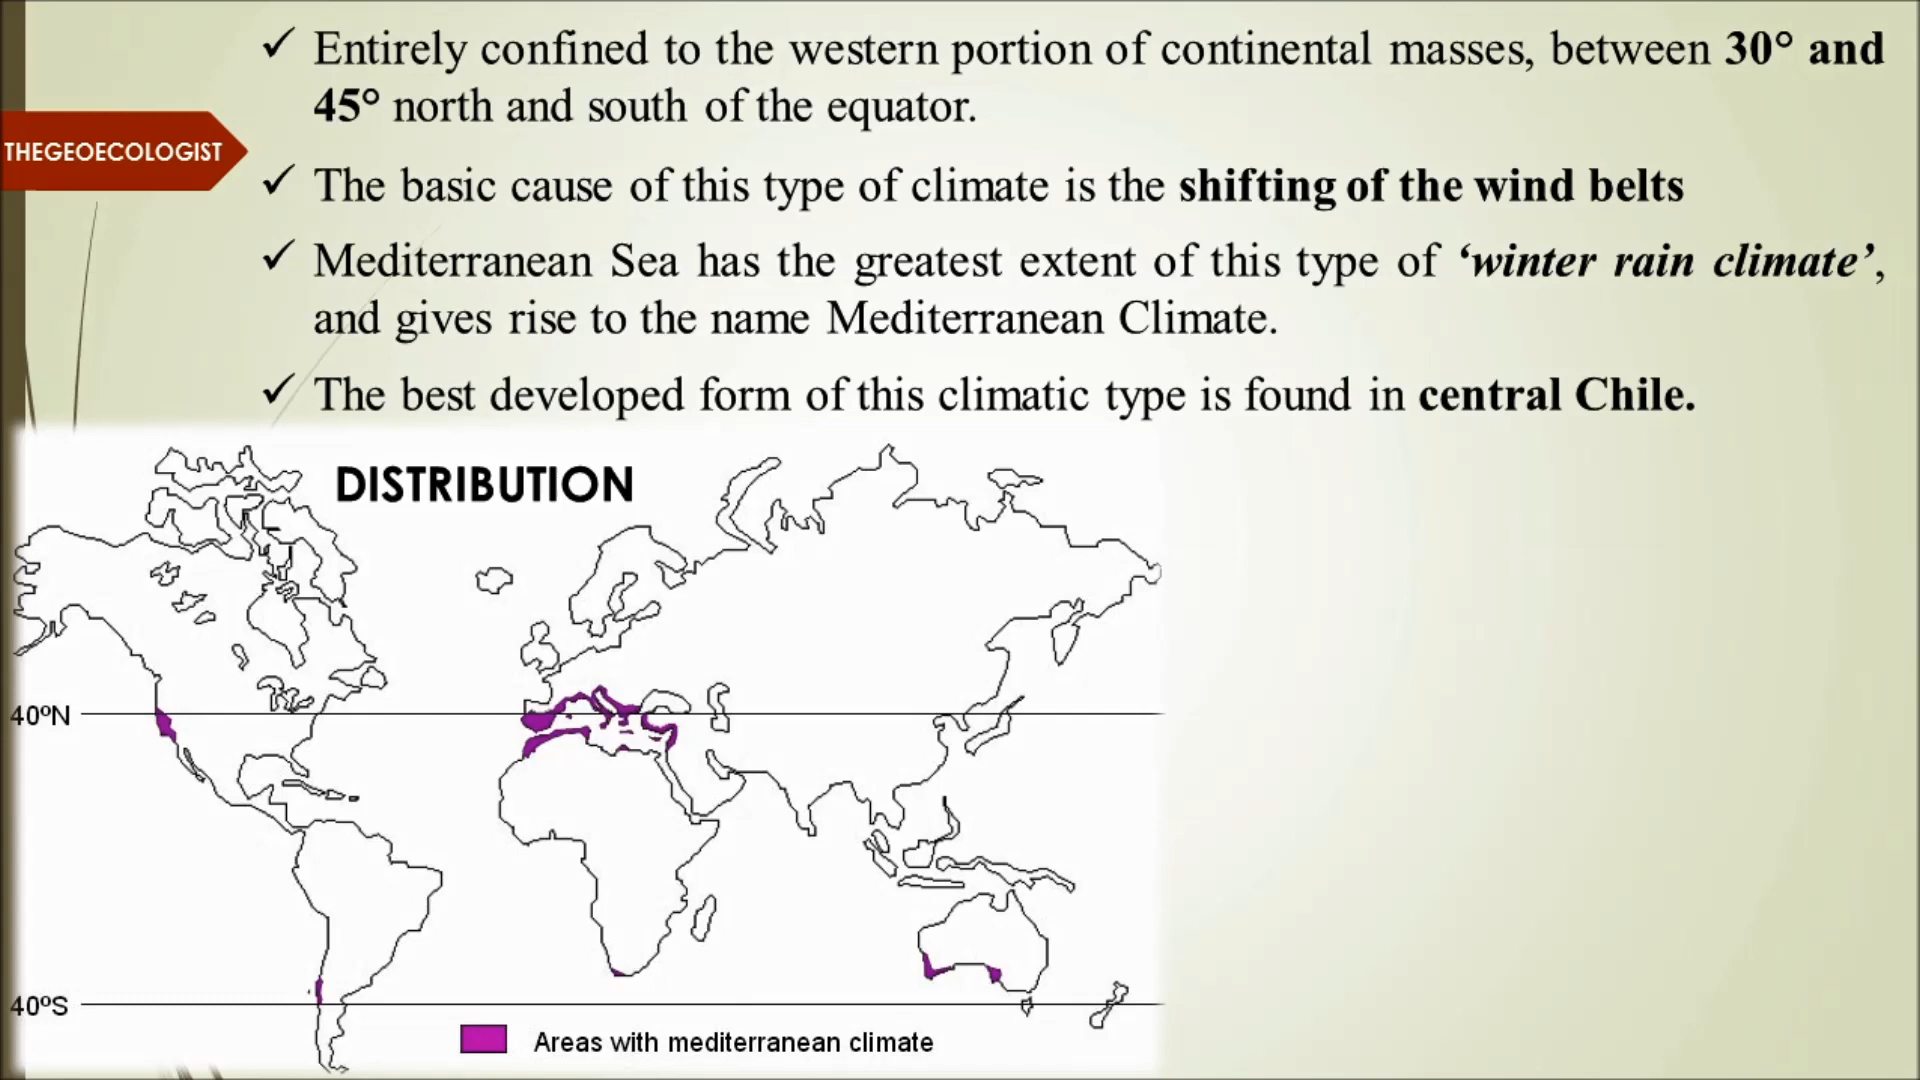 ✓ Entirely confined to the western portion of continental masses, between 30° and
45° north and south of the equator.
THEGEOECOLOGIST
✓ The basic cause of this type of climate is the shifting of the wind belts
✓ Mediterranean Sea has the greatest extent of this type of ‘winter rain climate’,
and gives rise to the name Mediterranean Climate.
✓ The best developed form of this climatic type is found in central Chile.
DISTRIBUTION
40ºN
40ºS
Areas with mediterranean climate